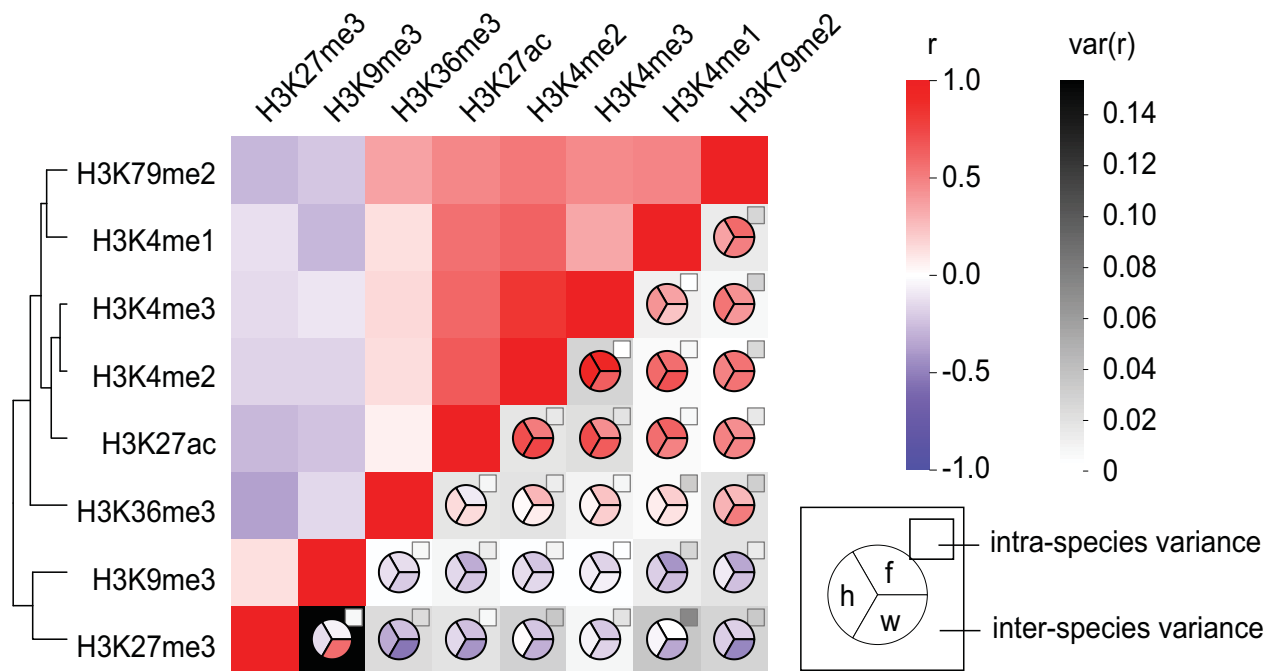 H3K27me3
H3K9me3
H3K36me3
H3K27ac
H3K4me2
H3K4me3
H3K4me1
H3K79me2
r
var(r)
H3K79me2
H3K4me1
H3K4me3
H3K4me2
H3K27ac
H3K36me3
H3K9me3
H3K27me3
1.0
0.5
0.0
-0.5
-1.0
0.14
0.12
0.10
0.08
0.06
0.04
0.02
0
intra-species variance
f
h
w
inter-species variance